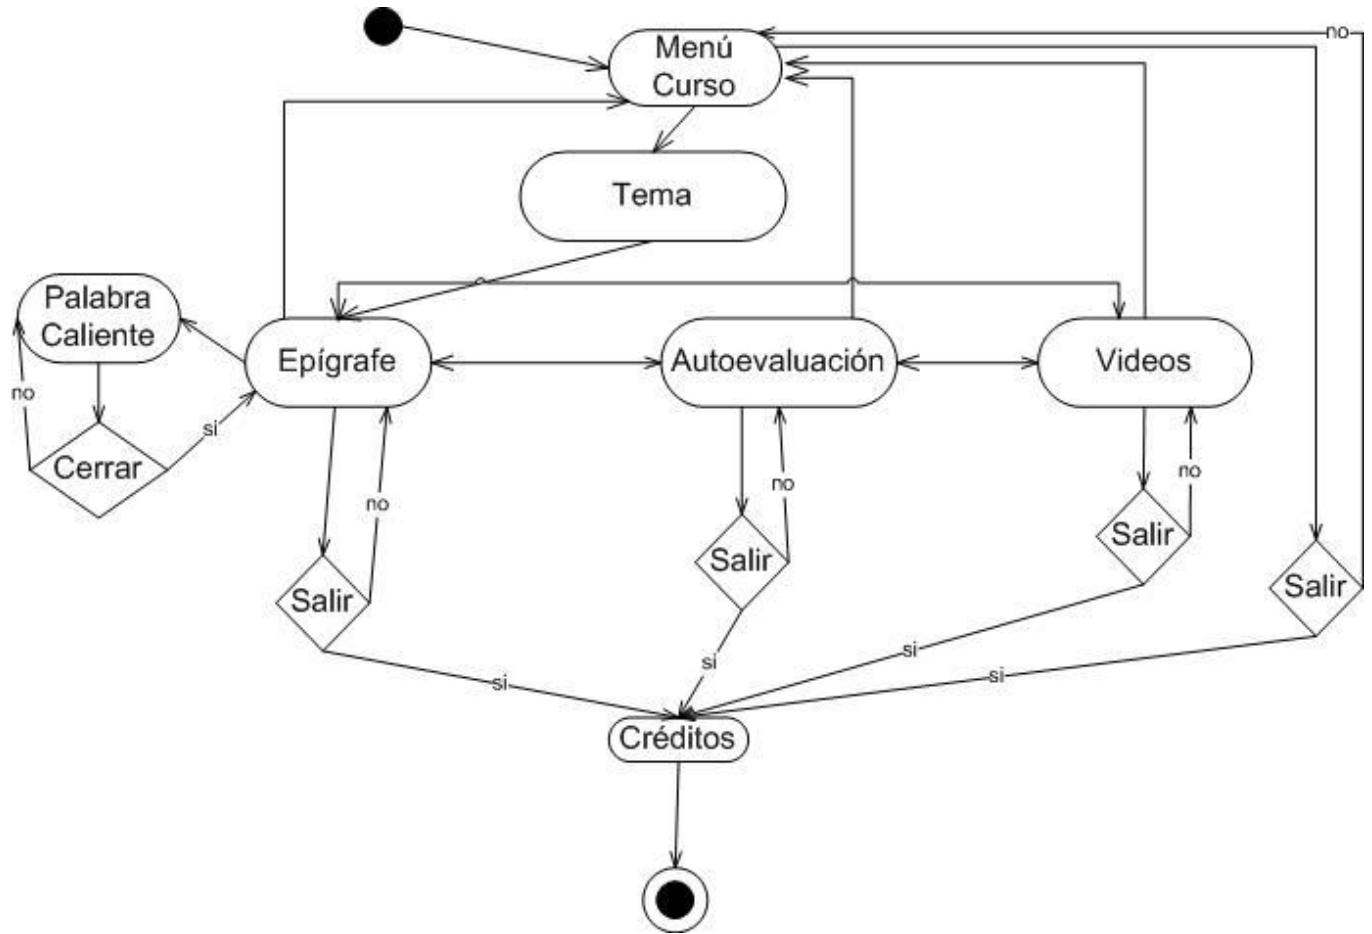 no
Menú
Curso
Tema
Palabra
Caliente
Epígrafe
Autoevaluación
Videos
no
si
Cerrar
no
no
no
Salir
Salir
Salir
Salir
si
si
si
si
Créditos